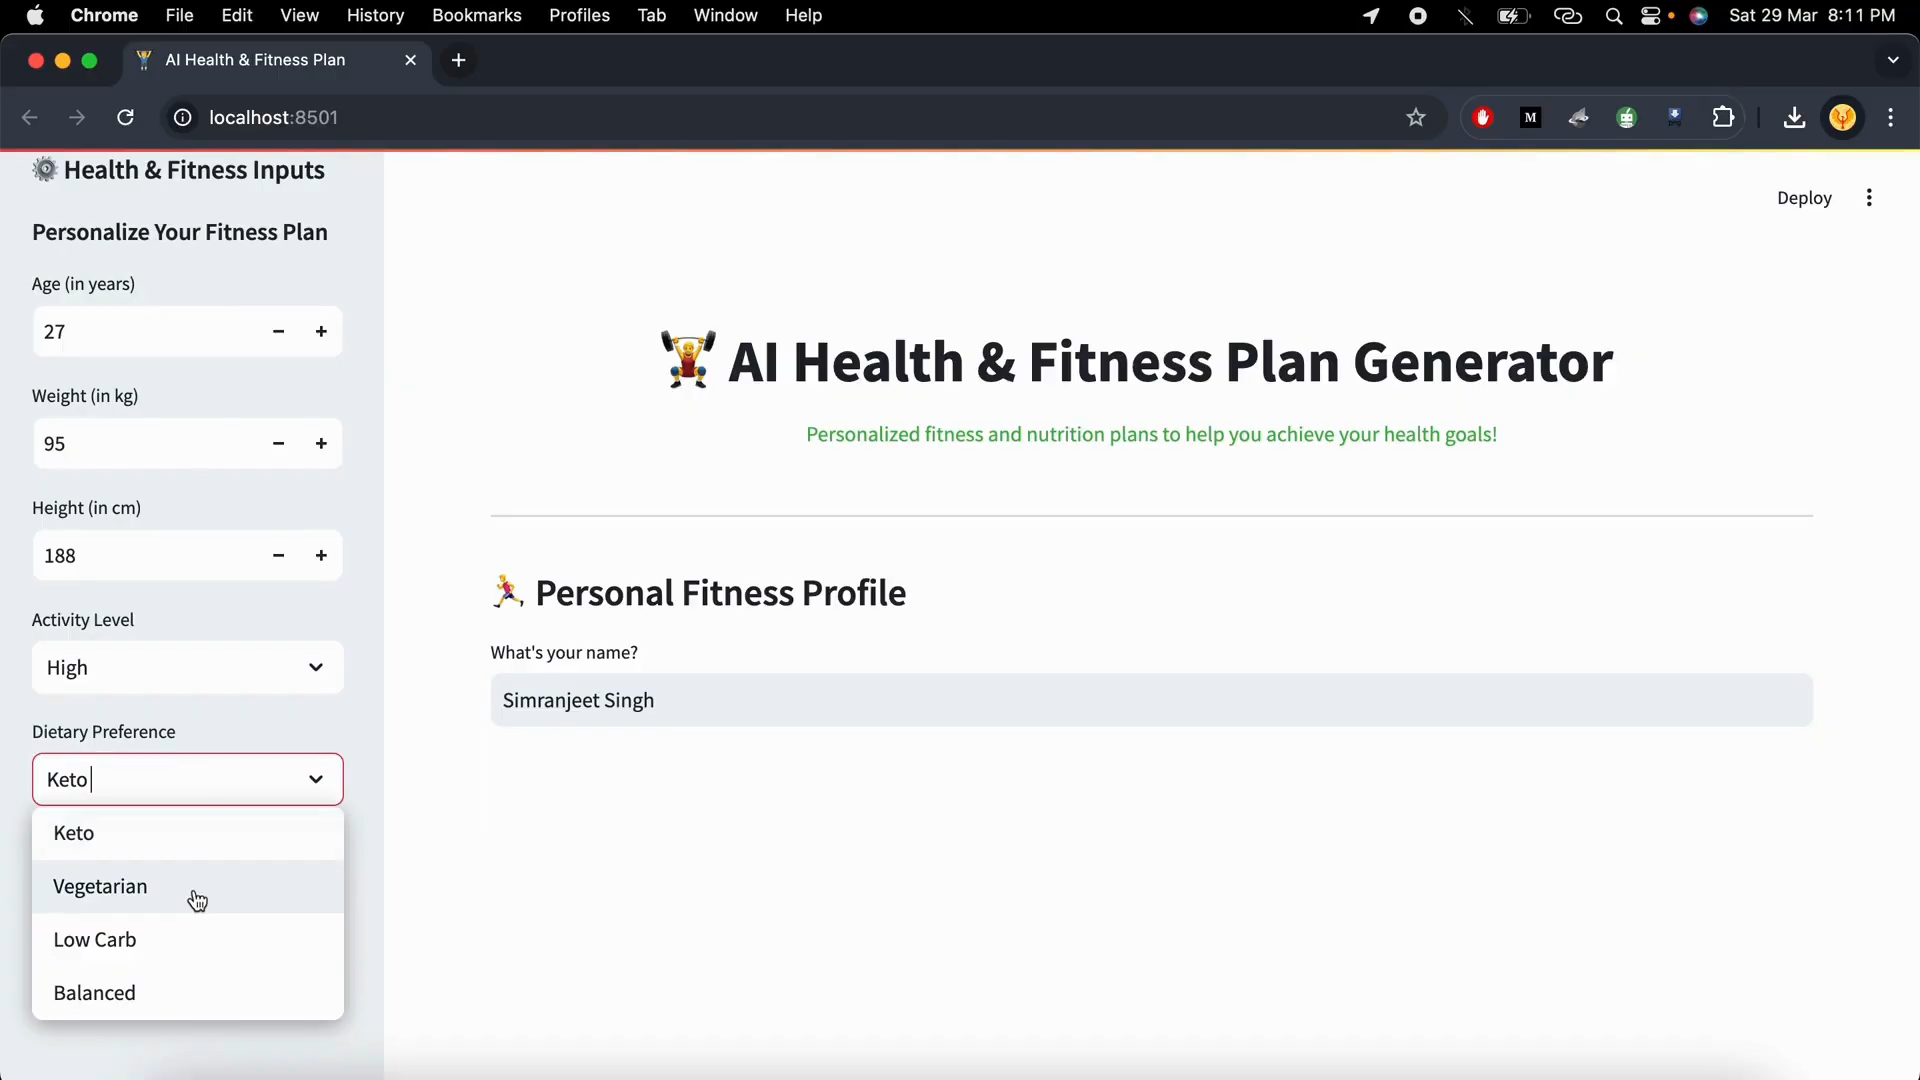 Chrome File Edit View History Bookmarks Profiles Tab Window Help Sat 29 Mar 8:11 PM
AI Health & Fitness Plan
localhost:8501
M
Health & Fitness Inputs
Personalize Your Fitness Plan
Age (in years)
27
Weight (in kg)
95
Height (in cm)
188
Activity Level
High
Dietary Preference
Keto
Keto
Vegetarian
Low Carb
Balanced
Deploy
AI Health & Fitness Plan Generator
Personalized fitness and nutrition plans to help you achieve your health goals!
Personal Fitness Profile
What's your name?
Simranjeet Singh